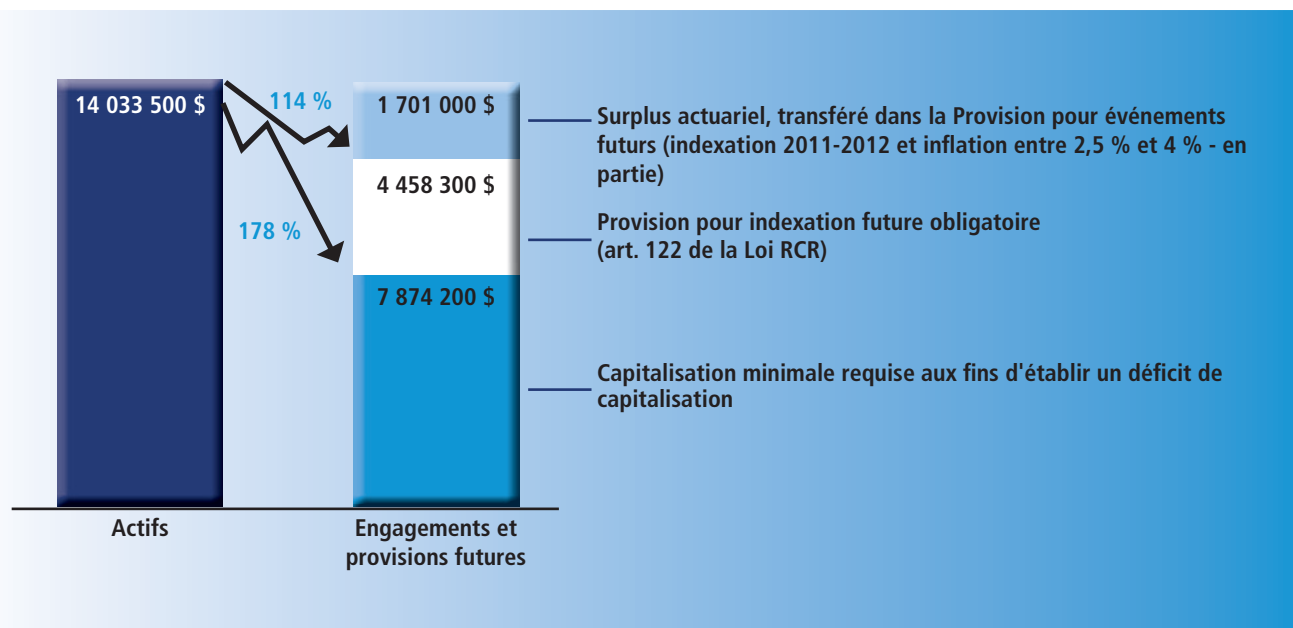 14 033 500 $
114 %
1 701 000 $
Surplus actuariel, transféré dans la Provision pour événements
futurs (indexation 2011-2012 et inflation entre 2,5 % et 4 % - en
partie)
4 458 300 $
178 %
Provision pour indexation future obligatoire
(art. 122 de la Loi RCR)
7 874 200 $
Capitalisation minimale requise aux fins d'établir un déficit de
capitalisation
Actifs
Engagements et
provisions futures